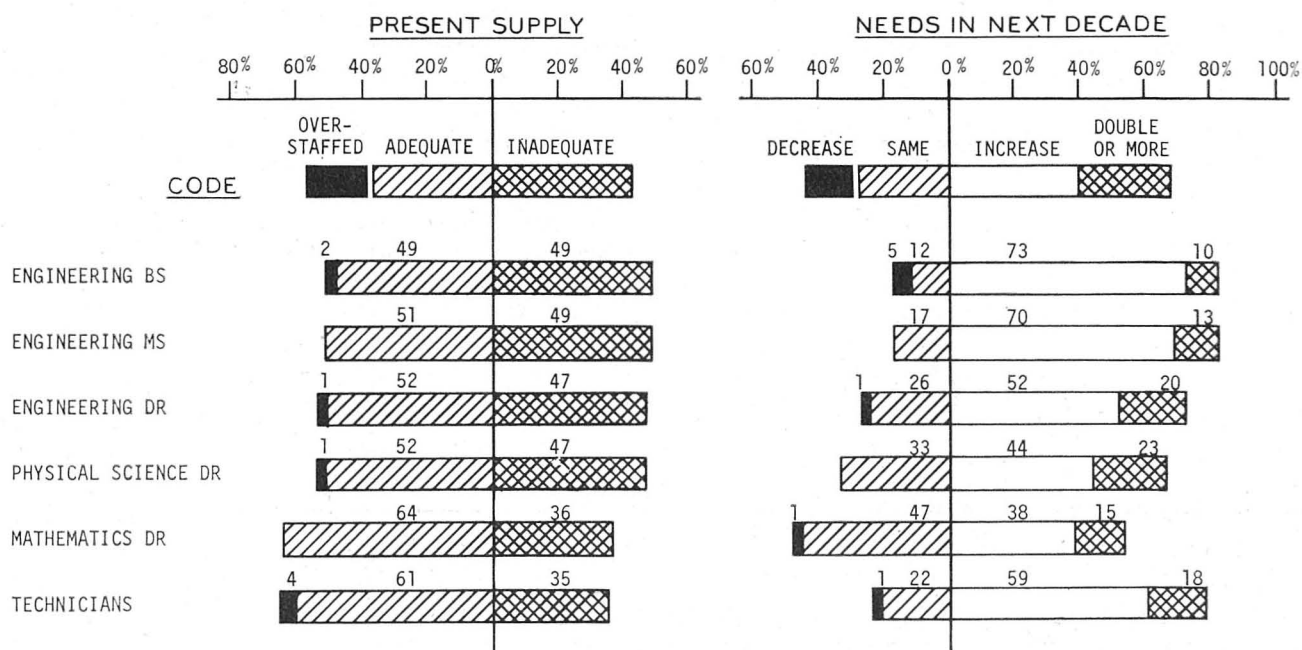 PRESENT SUPPLY NEEDS IN NEXT DECADE
80% 60% 40% 20% 0% 20% 40% 60% 60% 40% 20% 0% 20% 40% 60% 80% 100%
OVER- DOUBLE
STAFFED ADEQUATE INADEQUATE DECREASE SAME INCREASE OR MORE
CODE
2 49 49 5 12 73 10
ENGINEERING BS
51 49 17 70 13
ENGINEERING MS
1 52 47 1 26 52 20
ENGINEERING DR
1 52 47 33 44 23
PHYSICAL SCIENCE DR
64 36 1 47 38 15
MATHEMATICS DR
4 61 35 1 22 59 18
TECHNICIANS